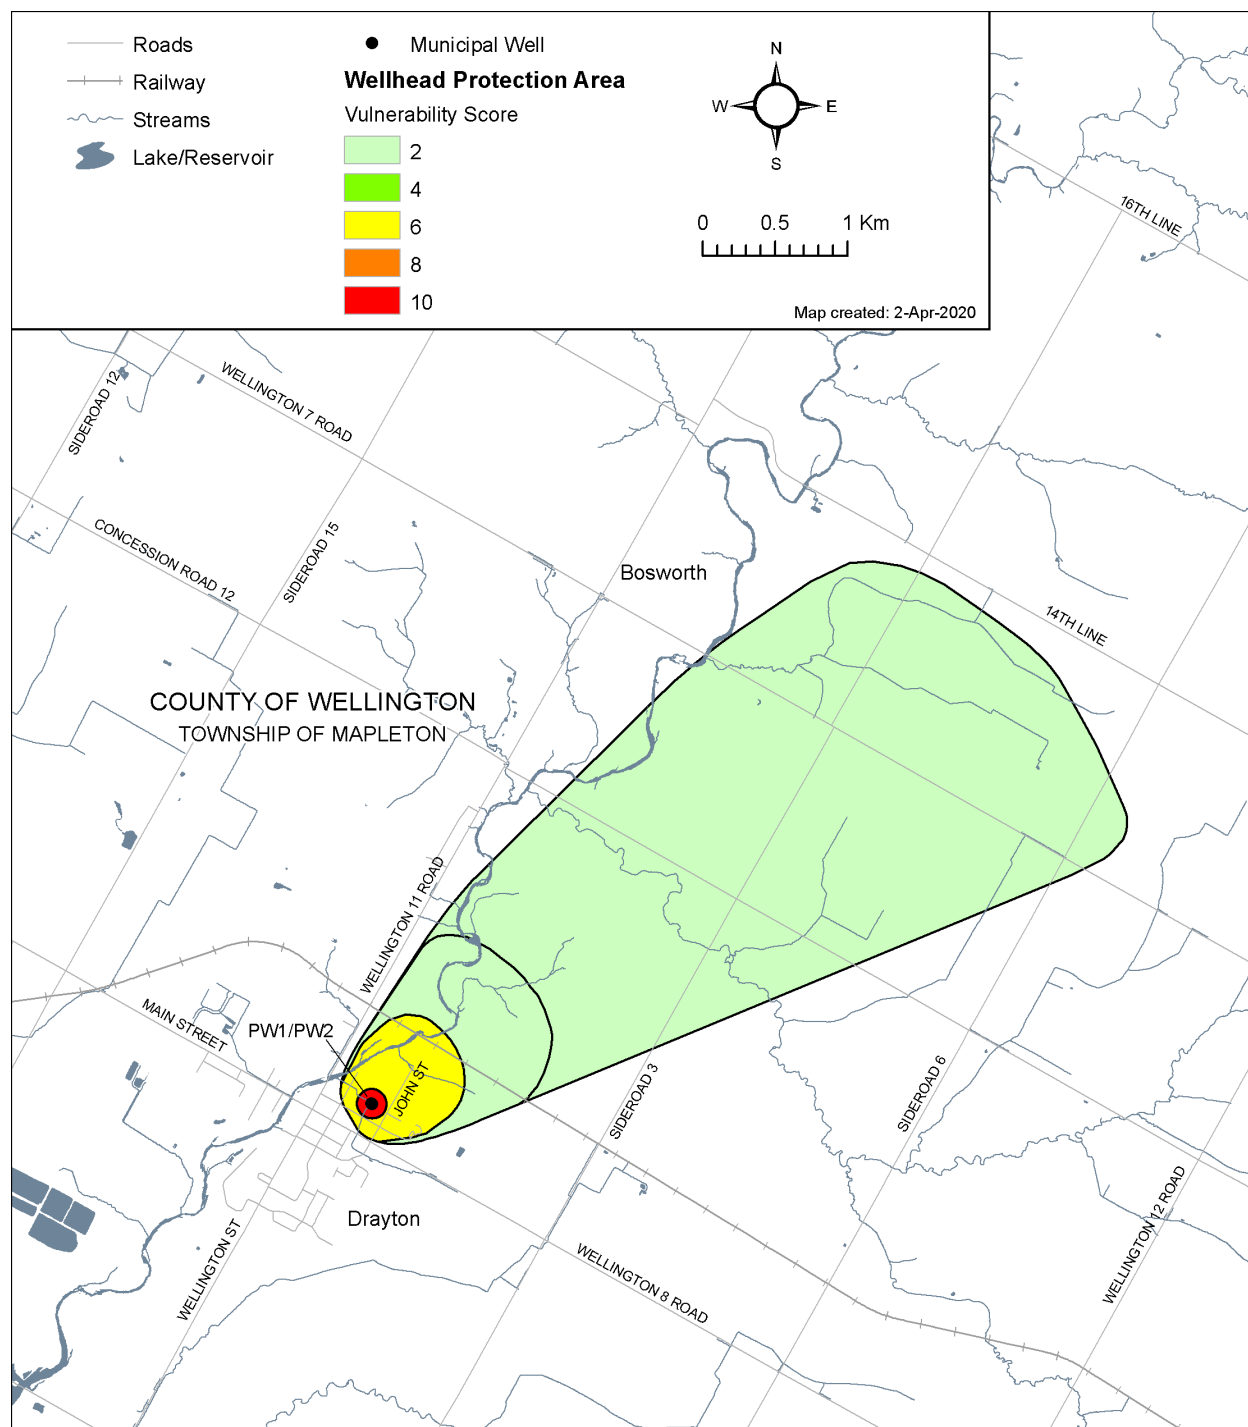 Roads
Railway
Streams
Lake/Reservoir
Municipal Well
Wellhead Protection Area
Vulnerability Score
2
4
6
8
10
N
W
E
S
0 0.5 1 Km
Map created: 2-Apr-2020
16TH LINE
WELLINGTON 7 ROAD
SIDEROAD 12
CONCESSION ROAD 12
SIDEROAD 15
Bosworth
14TH LINE
COUNTY OF WELLINGTON
TOWNSHIP OF MAPLETON
WELLINGTON 11 ROAD
MAIN STREET
PW1/PW2
JOHN ST
SIDEROAD 3
SIDEROAD 6
WELLINGTON 12 ROAD
Drayton
WELLINGTON ST
WELLINGTON 8 ROAD